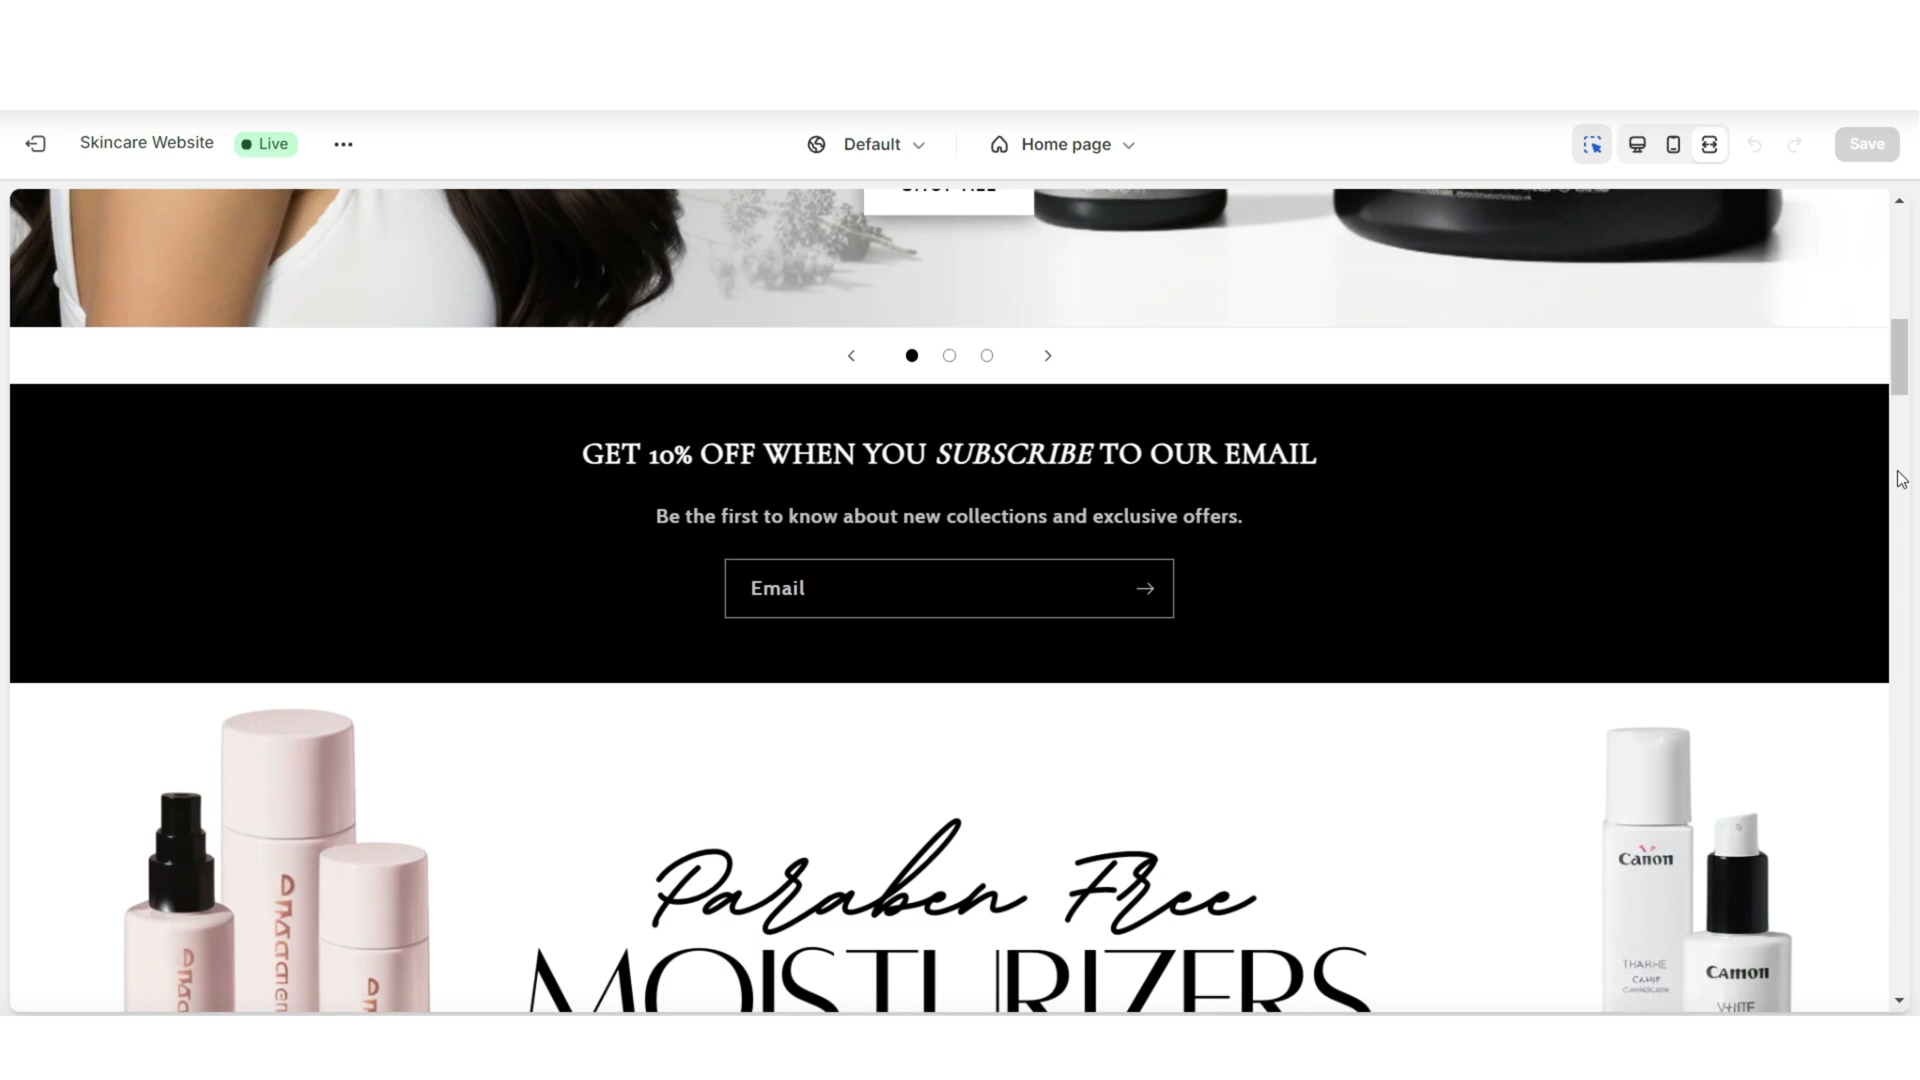 Skincare Website
Live
Default
Home page
Save
GET 10% OFF WHEN YOU SUBSCRIBE TO OUR EMAIL
Be the first to know about new collections and exclusive offers.
Email
Paraben Free
MOISTURIZERS
Canon
Camon
WHITE